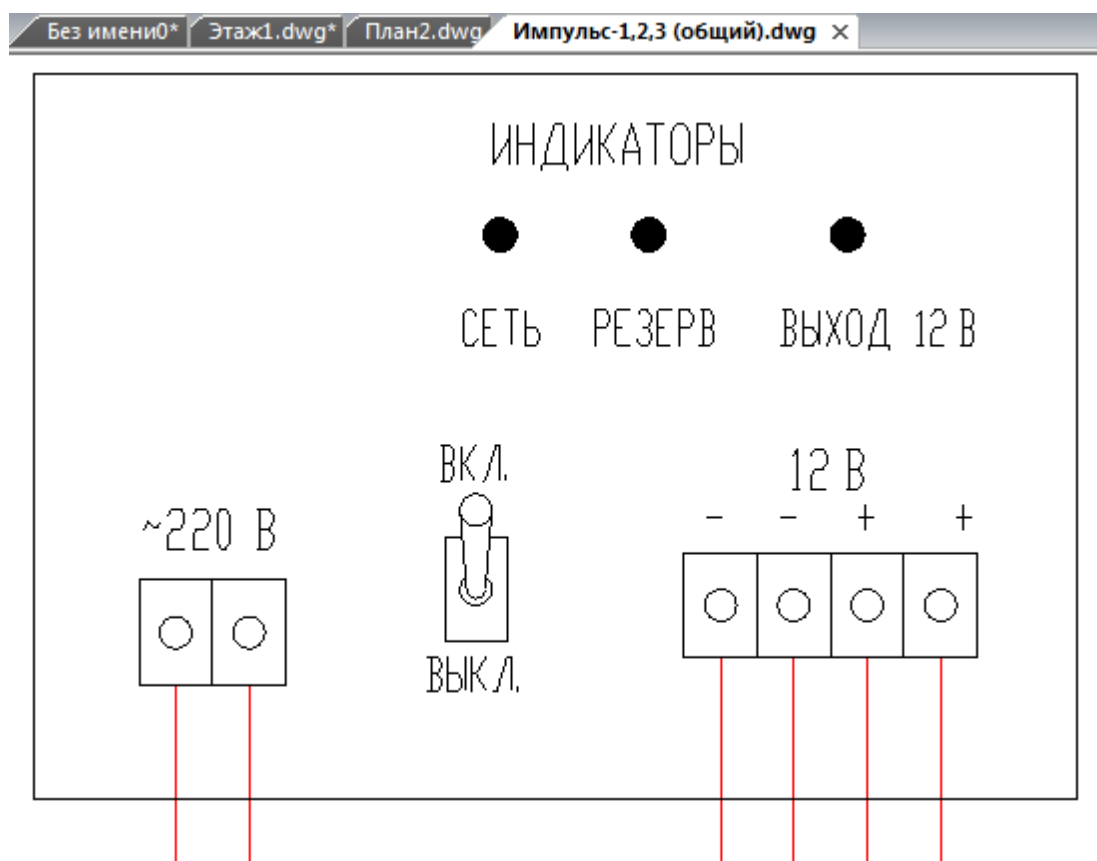 Без имени0* Этаж1.dwg* План2.dwg Импульс-1,2,3 (общий).dwg ×
ИНДИКАТОРЫ
СЕТЬ РЕЗЕРВ ВЫХОД 12 В
ВКЛ. 12 В
~220 В - - + +
ВЫКЛ.